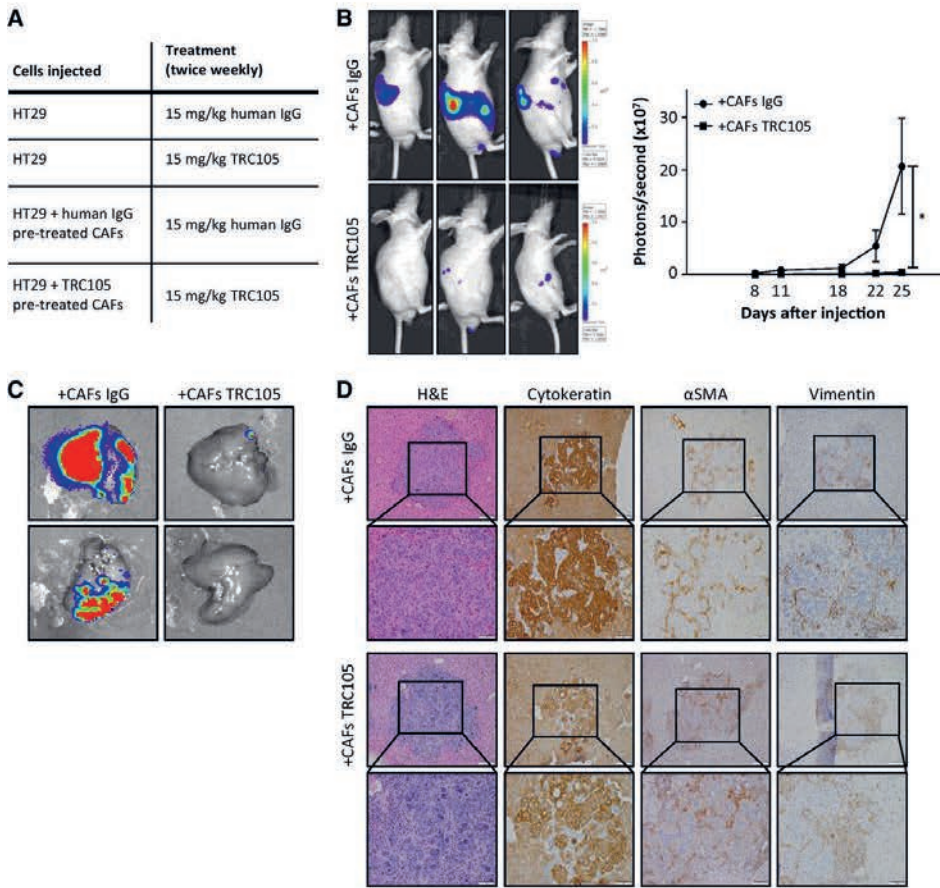 A
Cells injected
Treatment
(twice weekly)
HT29
15 mg/kg human IgG
HT29
15 mg/kg TRC105
HT29 + human IgG
pre-treated CAFs
15 mg/kg human IgG
HT29 + TRC105
pre-treated CAFs
15 mg/kg TRC105
B
+CAFs IgG
+CAFs TRC105
+CAFs IgG
+CAFs TRC105
Photons/second (x10⁷)
30
20
10
0
*
8 11 18 22 25
Days after injection
C
+CAFs IgG +CAFs TRC105
D
H&E Cytokeratin αSMA Vimentin
+CAFs IgG
+CAFs TRC105